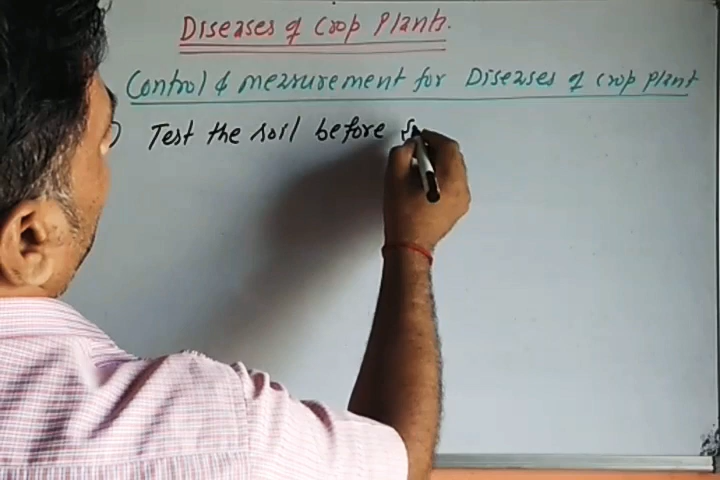 Diseases of Crop Plants.
Control & measurement for Diseases of crop plant
) Test the soil before